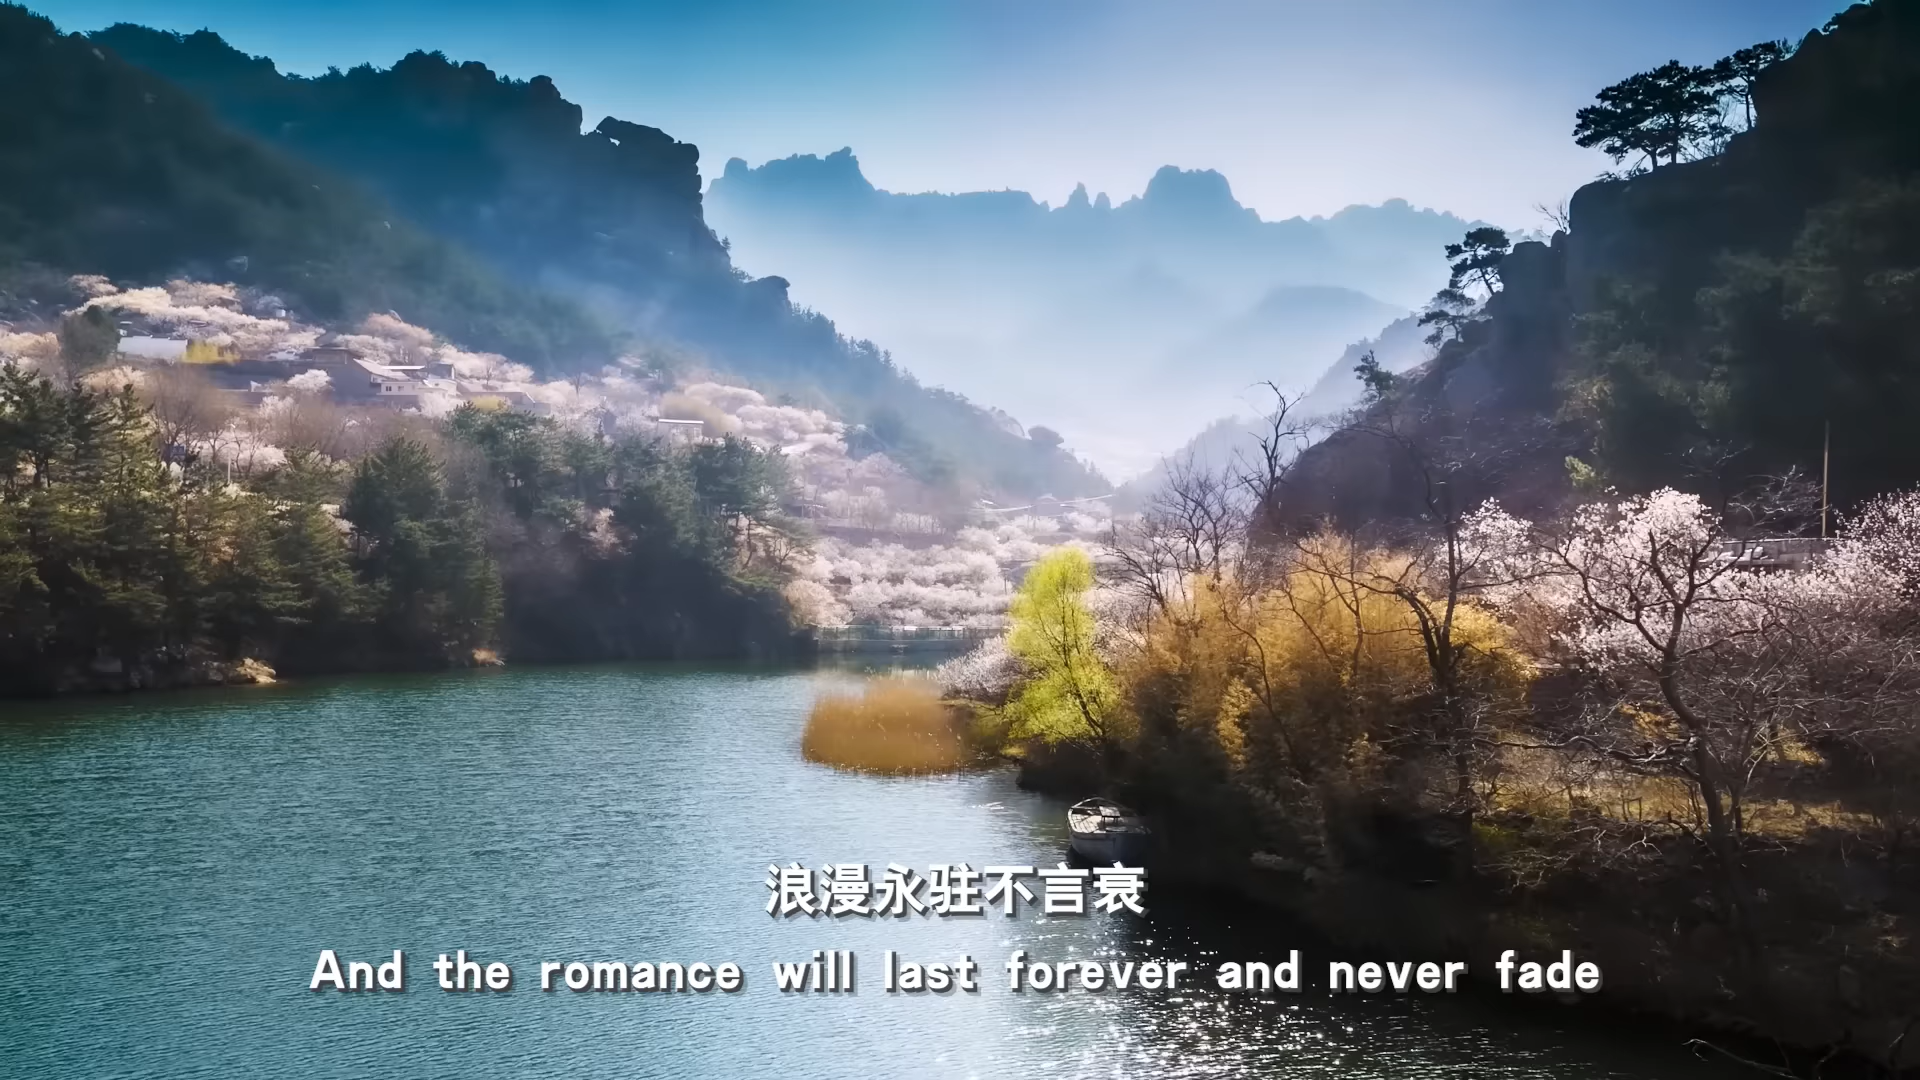 浪漫永驻不言衰
And the romance will last forever and never fade